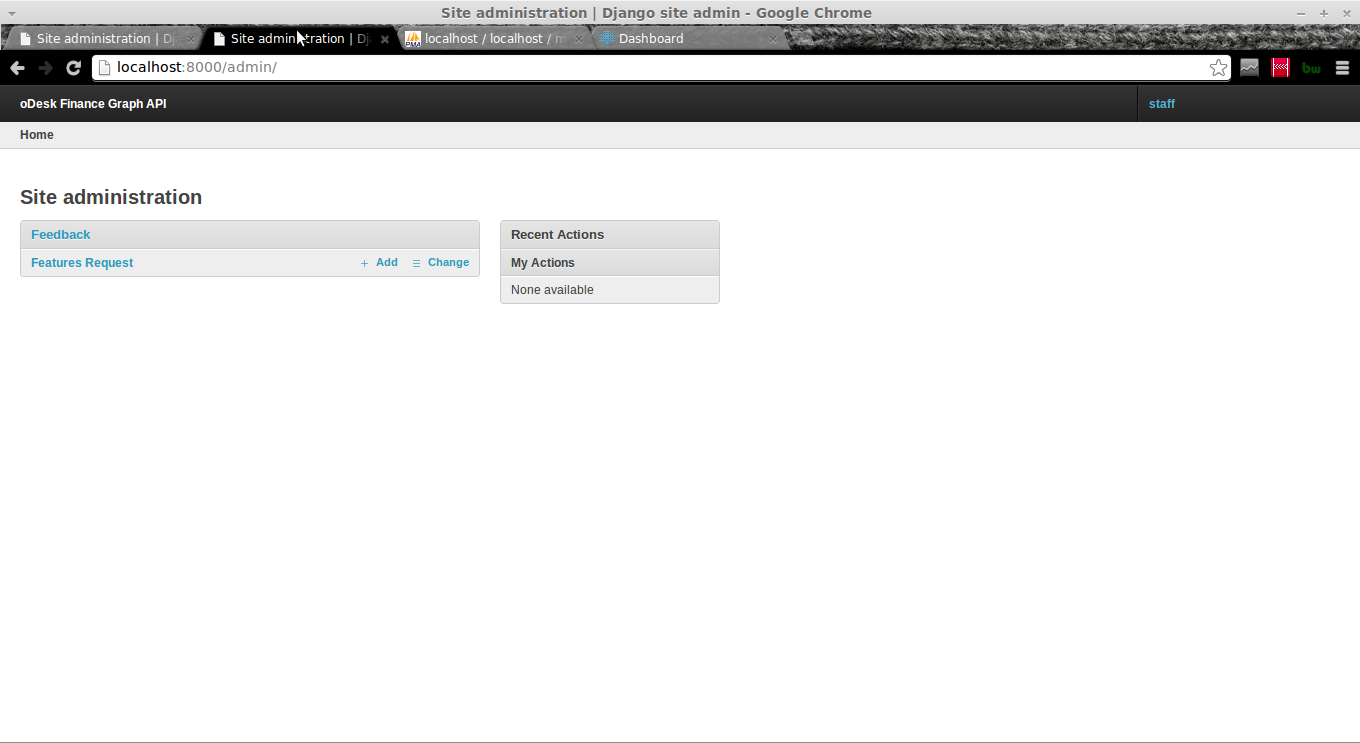 Site administration | Django site admin - Google Chrome
Site administration | D
Site administration | Dj
localhost / localhost / m
Dashboard
localhost:8000/admin/
bw
oDesk Finance Graph API
staff
Home
Site administration
Feedback
Recent Actions
Features Request
Add
Change
My Actions
None available